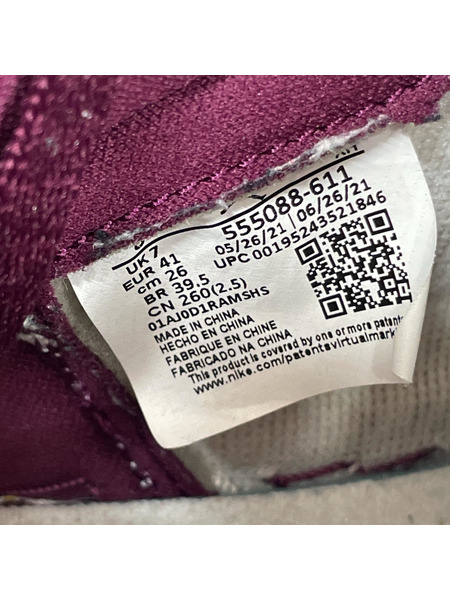 UK 7
555088-611
EUR 41
05/26/21 06/26/21
cm 26
UPC 00195243521846
BR 39.5
CN 260(2.5)
01AJ0D1RAMSHS
MADE IN CHINA
HECHO EN CHINA
FABRIQUE EN CHINE
FABRICADO NA CHINA
This product is covered by one or more patents
www.nike.com/patentsvirtualmarki